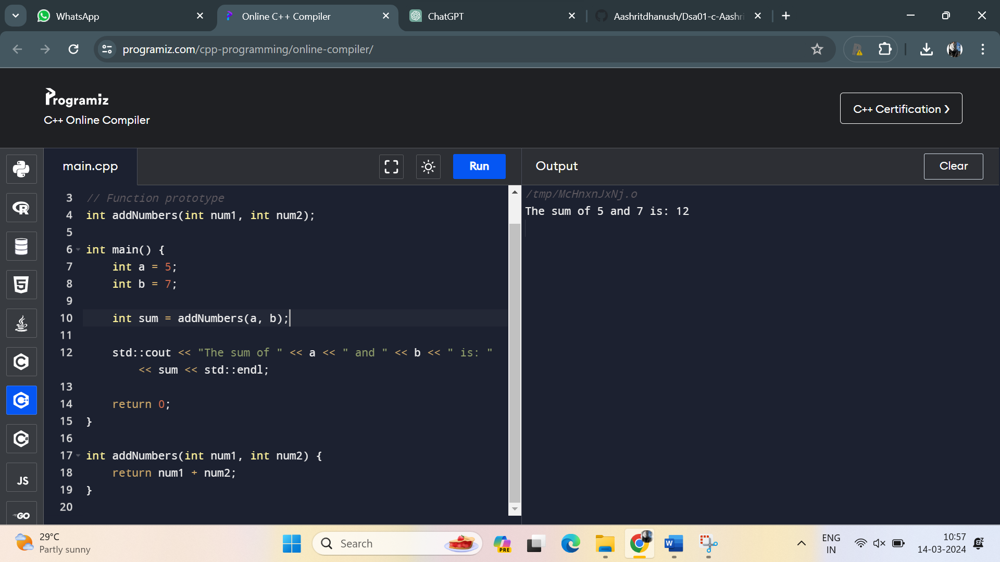 WhatsApp
Online C++ Compiler
ChatGPT
Aashritdhanush/Dsa01-c-Aashri
programiz.com/cpp-programming/online-compiler/
Programiz
C++ Online Compiler
C++ Certification ❯
main.cpp
Run
Output
Clear
3 // Function prototype
4 int addNumbers(int num1, int num2);
5
6 int main() {
7 int a = 5;
8 int b = 7;
9
10 int sum = addNumbers(a, b);
11
12 std::cout << "The sum of " << a << " and " << b << " is: "
<< sum << std::endl;
13
14 return 0;
15 }
16
17 int addNumbers(int num1, int num2) {
18 return num1 + num2;
19 }
20
/tmp/McHnxnJxNj.o
The sum of 5 and 7 is: 12
JS
GO
29°C
Partly sunny
Search
PRE
W
ENG
IN
10:57
14-03-2024